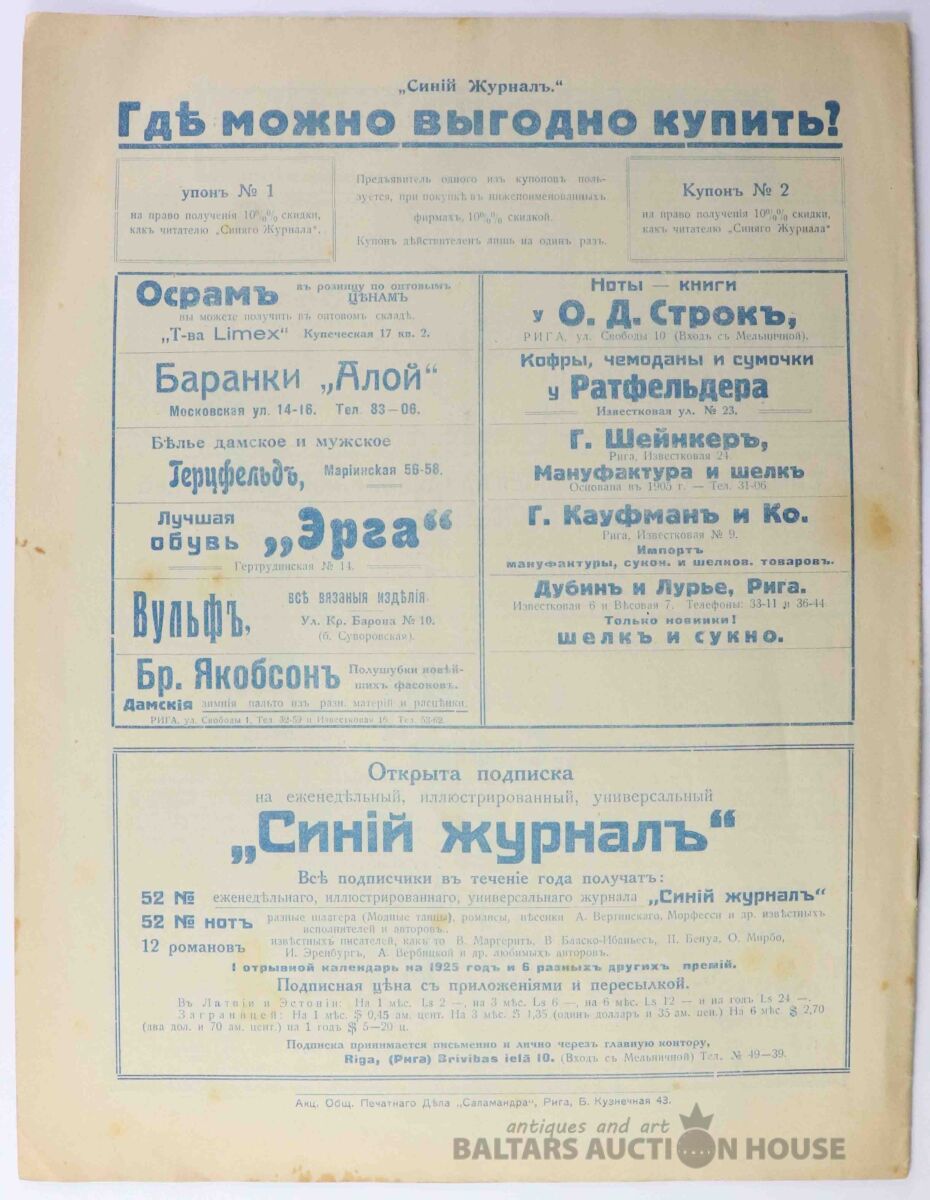 „Синій Журналъ.“
Гдѣ можно выгодно купить?
упонъ № 1
на право полученія 10% скидки,
какъ читателю „Синяго Журнала“.
Предъявитель одного изъ купоновъ поль-
зуется, при покупкѣ въ нижепоименованныхъ
фирмахъ, 10% скидкой.
Купонъ дѣйствителенъ лишь на одинъ разъ.
Купонъ № 2
на право полученія 10% скидки,
какъ читателю „Синяго Журнала“
Осрамъ
въ розницу по оптовымъ
ЦѢНАМЪ
вы можете получить въ оптовом складѣ.
„Т-ва Limex“ Купеческая 17 кв. 2.
Баранки „Алой“
Московская ул. 14-16. Тел. 83—06.
Бѣлье дамское и мужское
Герцфельдъ, Маріинская 56-58.
Лучшая
обувь „Эрга“
Гертрудинская № 14.
Вульфъ,
всѣ вязаныя издѣлія.
Ул. Кр. Барона № 10.
(б. Суворовская).
Бр. Якобсонъ
Полушубки новѣй-
шихъ фасоновъ.
Дамскія зимнія пальто изъ разн. матерій и расцѣнки.
РИГА, ул. Свободы 1, Тел. 52-59 и Известковая 16, Тел. 53-62.
Ноты — книги
у О. Д. Строкъ,
РИГА, ул. Свободы 10 (Входъ съ Мельничной).
Кофры, чемоданы и сумочки
у Ратфельдера
Известковая ул. № 23.
Г. Шейнкеръ,
Рига, Известковая 24.
Мануфактура и шелкъ
Основана въ 1905 г. — Тел. 31-06
Г. Кауфманъ и Ко.
Рига, Известковая № 9.
Импортъ
мануфактуры, сукон. и шелков. товаровъ.
Дубинъ и Лурье, Рига.
Известковая 6 и Вѣсовая 7. Телефоны: 33-11 и 36-44
Только новинки!
шелкъ и сукно.
Открыта подписка
на еженедѣльный, иллюстрированный, универсальный
„Синій журналъ“
Всѣ подписчики въ теченіе года получатъ:
52 № еженедѣльнаго, иллюстрированнаго, универсальнаго журнала „Синій журналъ“
52 № нотъ разные шлагера (Модные танцы), романсы, пѣсенки А. Вертинскаго, Морфесси и др. извѣстныхъ
исполнителей и авторовъ.
12 романовъ извѣстныхъ писателей, какъ то В. Маргеритъ, В. Бласко-Ибаньесъ, П. Бенуа, О. Мирбо,
И. Эренбургъ, А. Вербицкой и др. любимыхъ авторовъ.
1 отрывной календарь на 1925 годъ и 6 разныхъ другихъ премій.
Подписная цѣна съ приложеніями и пересылкой.
Въ Латвіи и Эстоніи: На 1 мѣс. Ls 2 —, на 3 мѣс. Ls 6 —, на 6 мѣс. Ls 12 — и на годъ Ls 24 —.
Заграницей: На 1 мѣс. $ 0,45 ам. цент. На 3 мѣс. $ 1,35 (одинъ долларъ и 35 ам. цен.) На 6 мѣс. $ 2,70
(два дол. и 70 ам. цент.) на 1 годъ $ 5—20 ц.
Подписка принимается письменно и лично черезъ главную контору,
Riga, (Рига) Brivibas ielā 10. (Входъ съ Мельничной) Тел. № 49—39.
Акц. Общ. Печатнаго Дѣла „Саламандра“, Рига, Б. Кузнечная 43.
antiques and art
BALTARS AUCTION HOUSE